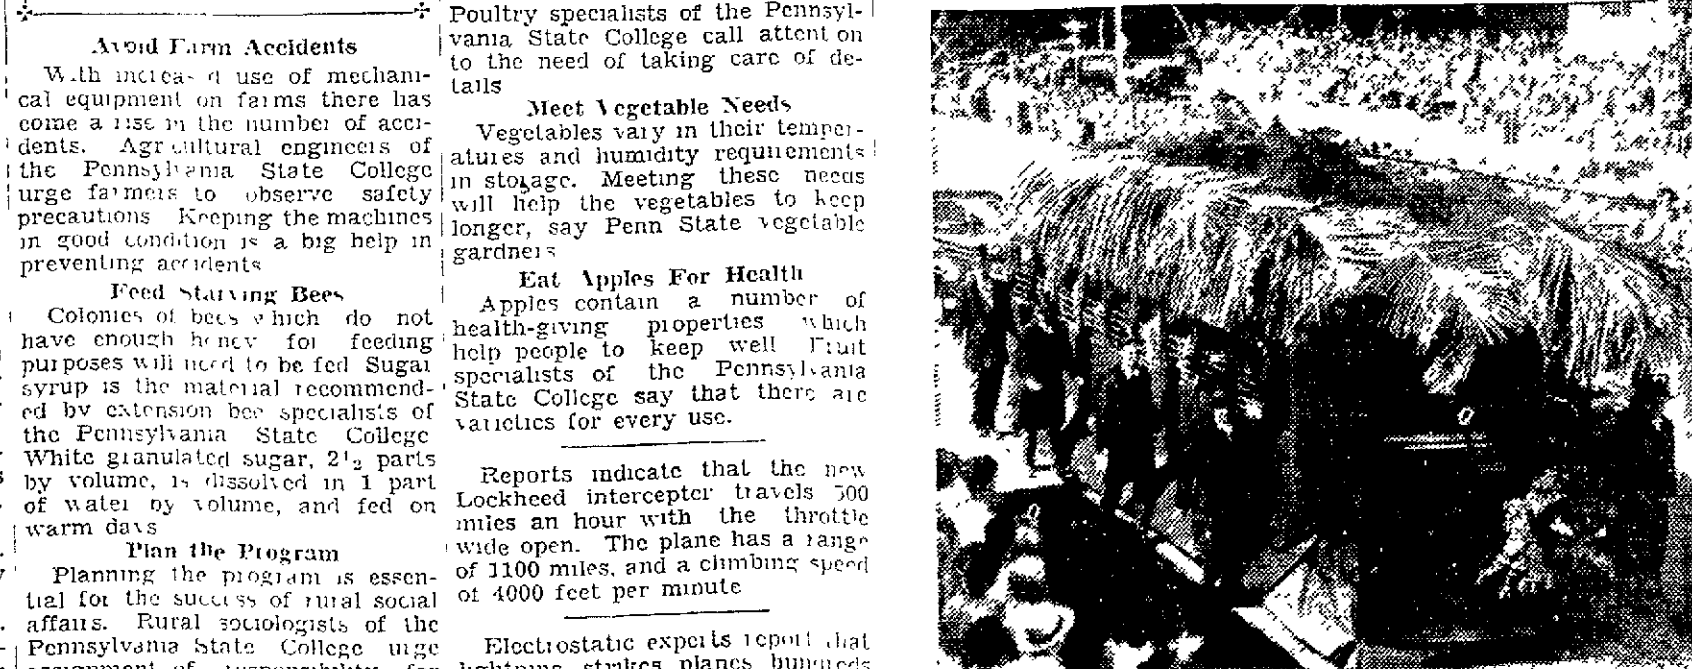 Avoid Farm Accidents
With increased use of mechani-
cal equipment on farms there has
come a rise in the number of acci-
dents. Agricultural engineers of
the Pennsylvania State College
urge farmers to observe safety
precautions Keeping the machines
in good condition is a big help in
preventing accidents
Feed Starving Bees
Colonies of bees which do not
have enough honey for feeding
purposes will need to be fed Sugar
syrup is the material recommend-
ed by extension bee specialists of
the Pennsylvania State College
White granulated sugar, 2½ parts
by volume, is dissolved in 1 part
of water by volume, and fed on
warm days
Plan the Program
Planning the program is essen-
tial for the success of rural social
affairs. Rural sociologists of the
Pennsylvania State College urge
Poultry specialists of the Pennsyl-
vania State College call attention
to the need of taking care of de-
tails
Meet Vegetable Needs
Vegetables vary in their temper-
atures and humidity requirements
in storage. Meeting these needs
will help the vegetables to keep
longer, say Penn State vegetable
gardners
Eat Apples For Health
Apples contain a number of
health-giving properties which
help people to keep well Fruit
specialists of the Pennsylvania
State College say that there are
varieties for every use.
Reports indicate that the new
Lockheed intercepter travels 500
miles an hour with the throttle
wide open. The plane has a range
of 1100 miles, and a climbing speed
of 4000 feet per minute
Electrostatic experts report that
lightning strikes planes hundreds